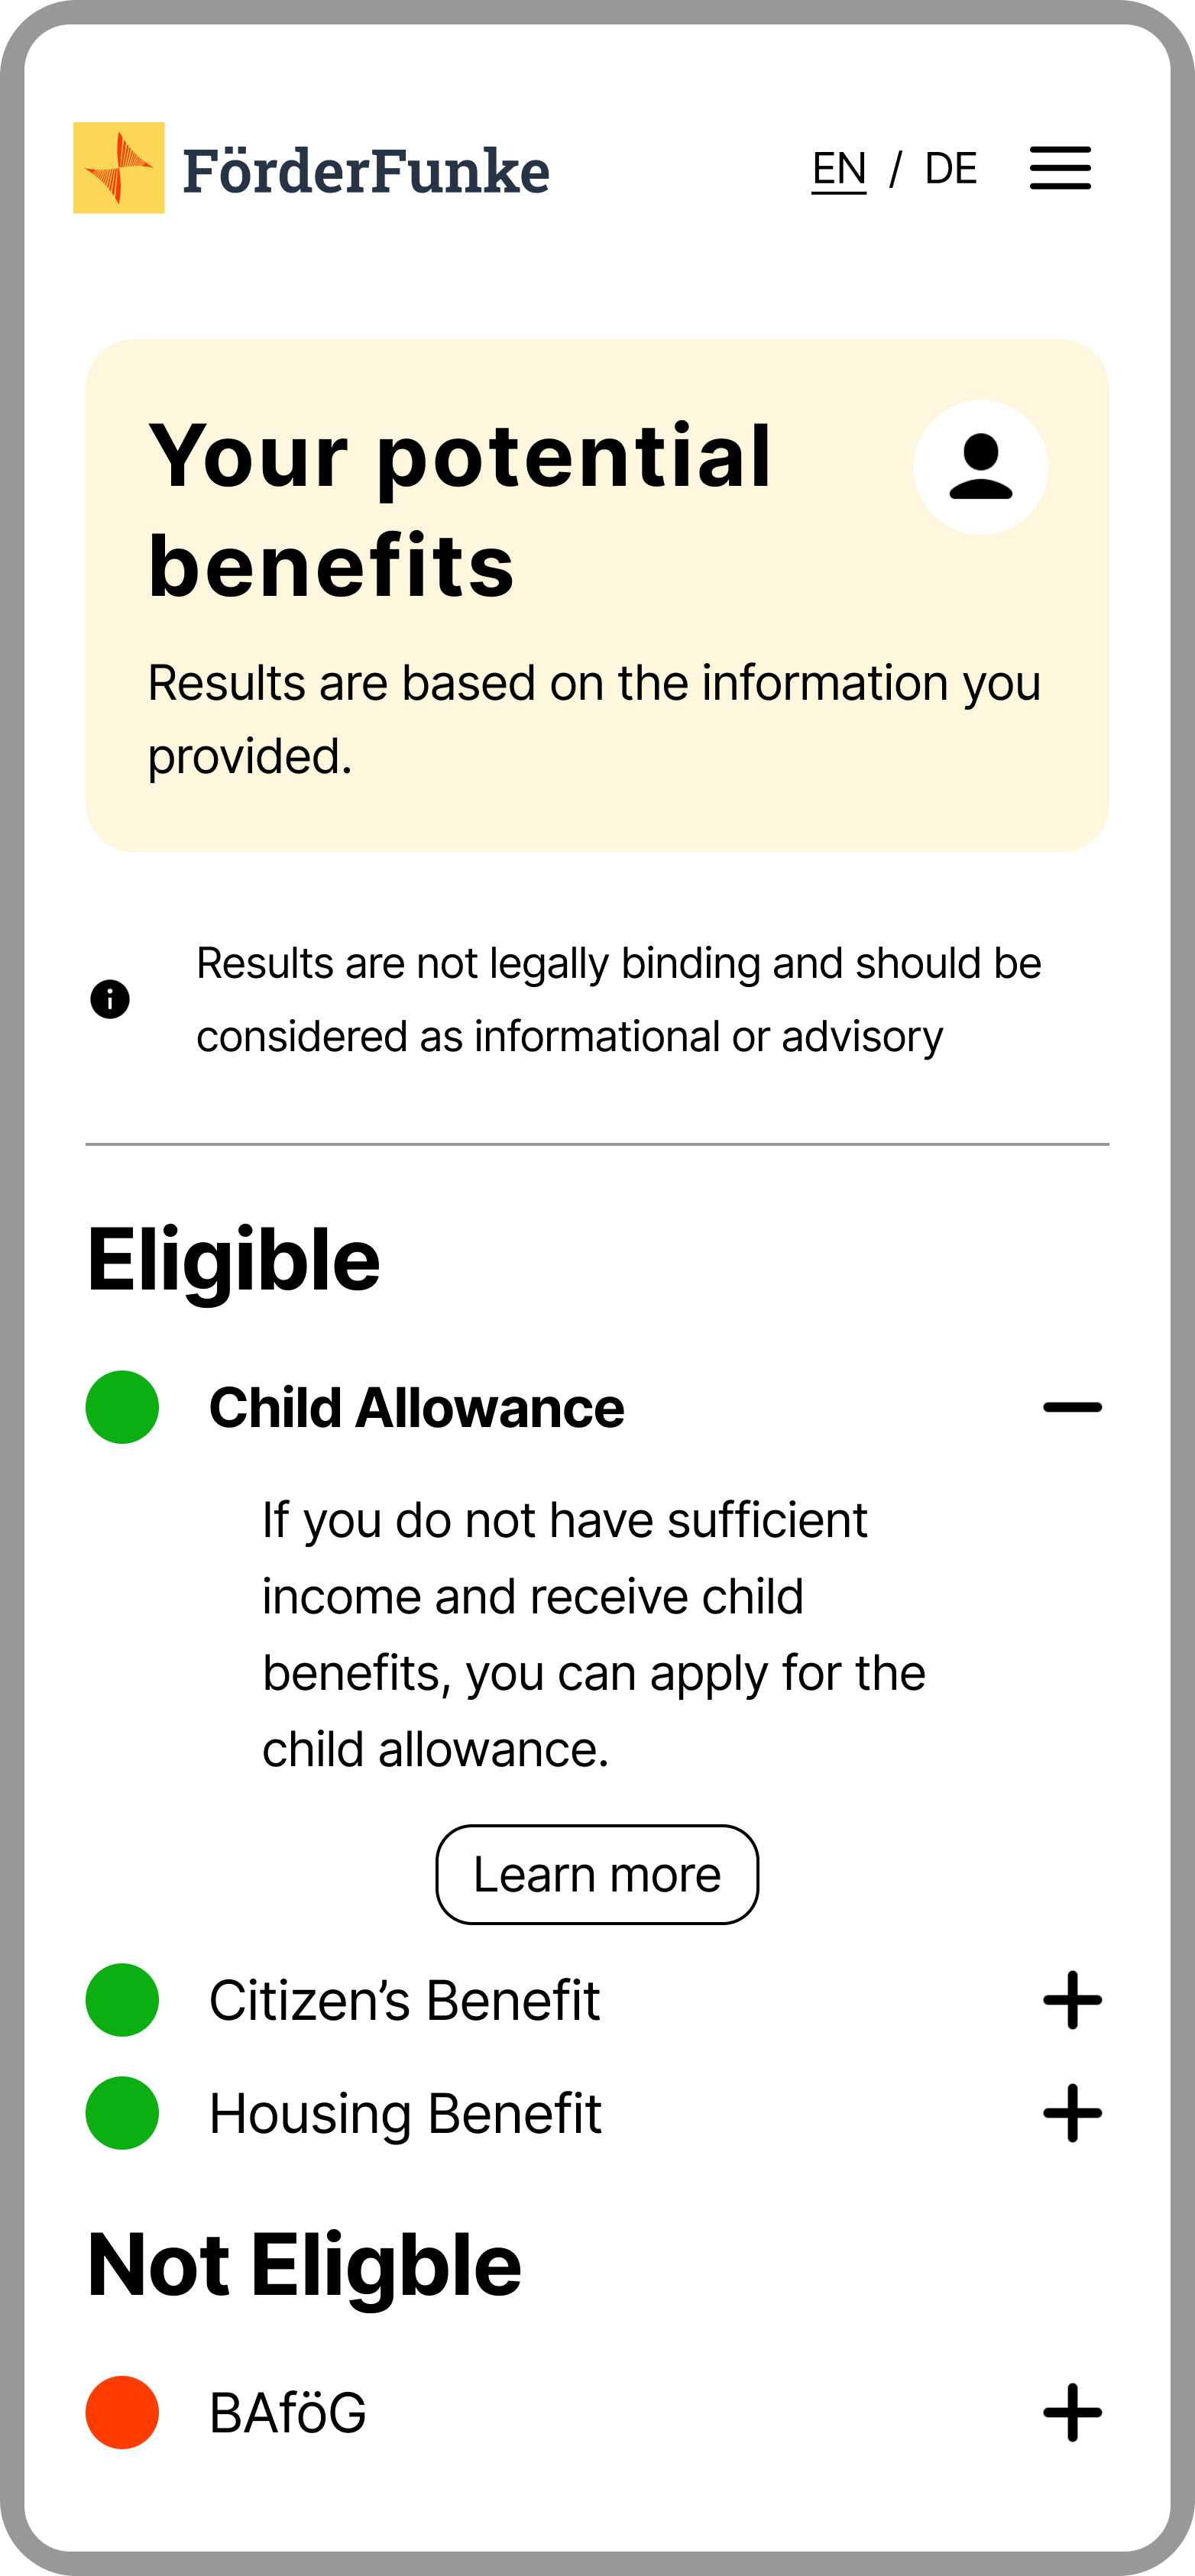 FörderFunke
EN / DE
Your potential
benefits
Results are based on the information you
provided.
Results are not legally binding and should be
considered as informational or advisory
Eligible
Child Allowance
If you do not have sufficient
income and receive child
benefits, you can apply for the
child allowance.
Learn more
Citizen’s Benefit
Housing Benefit
Not Eligble
BAföG